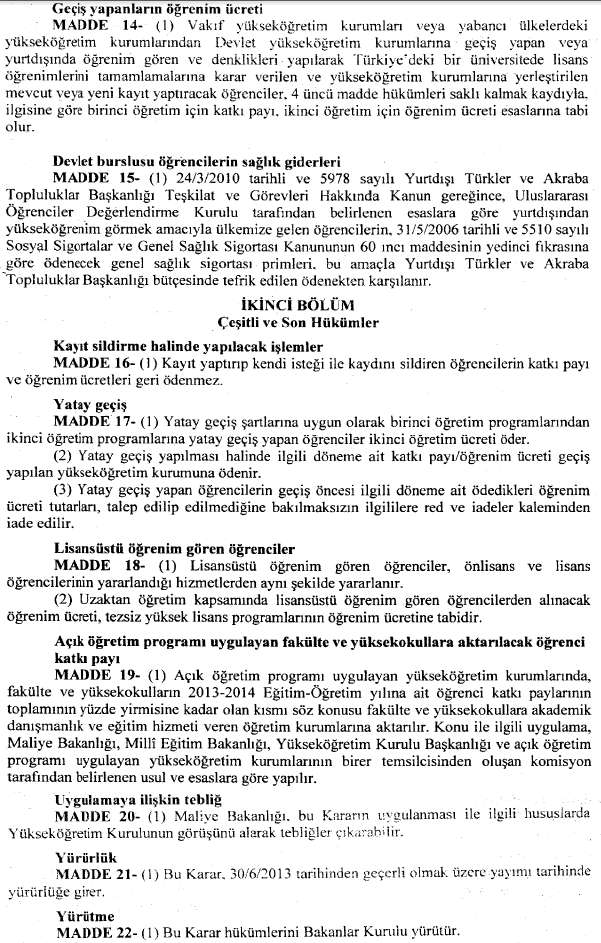 Geçiş yapanların öğrenim ücreti
MADDE 14- (1) Vakıf yükseköğretim kurumları veya yabancı ülkelerdeki
yükseköğretim kurumlarından Devlet yükseköğretim kurumlarına geçiş yapan veya
yurtdışında öğrenim gören ve denklikleri yapılarak Türkiye'deki bir üniversitede lisans
öğrenimlerini tamamlamalarına karar verilen ve yükseköğretim kurumlarına yerleştirilen
mevcut veya yeni kayıt yaptıracak öğrenciler, 4 üncü madde hükümleri saklı kalmak kaydıyla,
ilgisine göre birinci öğretim için katkı payı, ikinci öğretim için öğrenim ücreti esaslarına tabi
olur.
Devlet burslusu öğrencilerin sağlık giderleri
MADDE 15- (1) 24/3/2010 tarihli ve 5978 sayılı Yurtdışı Türkler ve Akraba
Topluluklar Başkanlığı Teşkilat ve Görevleri Hakkında Kanun gereğince, Uluslararası
Öğrenciler Değerlendirme Kurulu tarafından belirlenen esaslara göre yurtdışından
yükseköğrenim görmek amacıyla ülkemize gelen öğrencilerin, 31/5/2006 tarihli ve 5510 sayılı
Sosyal Sigortalar ve Genel Sağlık Sigortası Kanununun 60 ıncı maddesinin yedinci fıkrasına
göre ödenecek genel sağlık sigortası primleri, bu amaçla Yurtdışı Türkler ve Akraba
Topluluklar Başkanlığı bütçesinde tefrik edilen ödenekten karşılanır.
İKİNCİ BÖLÜM
Çeşitli ve Son Hükümler
Kayıt sildirme halinde yapılacak işlemler
MADDE 16- (1) Kayıt yaptırıp kendi isteği ile kaydını sildiren öğrencilerin katkı payı
ve öğrenim ücretleri geri ödenmez.
Yatay geçiş
MADDE 17- (1) Yatay geçiş şartlarına uygun olarak birinci öğretim programlarından
ikinci öğretim programlarına yatay geçiş yapan öğrenciler ikinci öğretim ücreti öder.
(2) Yatay geçiş yapılması halinde ilgili döneme ait katkı payı/öğrenim ücreti geçiş
yapılan yükseköğretim kurumuna ödenir.
(3) Yatay geçiş yapan öğrencilerin geçiş öncesi ilgili döneme ait ödedikleri öğrenim
ücreti tutarları, talep edilip edilmediğine bakılmaksızın ilgililere red ve iadeler kaleminden
iade edilir.
Lisansüstü öğrenim gören öğrenciler
MADDE 18- (1) Lisansüstü öğrenim gören öğrenciler, önlisans ve lisans
öğrencilerinin yararlandığı hizmetlerden aynı şekilde yararlanır.
(2) Uzaktan öğretim kapsamında lisansüstü öğrenim gören öğrencilerden alınacak
öğrenim ücreti, tezsiz yüksek lisans programlarının öğrenim ücretine tabidir.
Açık öğretim programı uygulayan fakülte ve yüksekokullara aktarılacak öğrenci
katkı payı
MADDE 19- (1) Açık öğretim programı uygulayan yükseköğretim kurumlarında,
fakülte ve yüksekokulların 2013-2014 Eğitim-Öğretim yılına ait öğrenci katkı paylarının
toplamının yüzde yirmisine kadar olan kısmı söz konusu fakülte ve yüksekokullara akademik
danışmanlık ve eğitim hizmeti veren öğretim kurumlarına aktarılır. Konu ile ilgili uygulama,
Maliye Bakanlığı, Millî Eğitim Bakanlığı, Yükseköğretim Kurulu Başkanlığı ve açık öğretim
programı uygulayan yükseköğretim kurumlarının birer temsilcisinden oluşan komisyon
tarafından belirlenen usul ve esaslara göre yapılır.
Uygulamaya ilişkin tebliğ
MADDE 20- (1) Maliye Bakanlığı, bu Kararın uygulanması ile ilgili hususlarda
Yükseköğretim Kurulunun görüşünü alarak tebliğler çıkarabilir.
Yürürlük
MADDE 21- (1) Bu Karar, 30/6/2013 tarihinden geçerli olmak üzere yayımı tarihinde
yürürlüğe girer.
Yürütme
MADDE 22- (1) Bu Karar hükümlerini Bakanlar Kurulu yürütür.